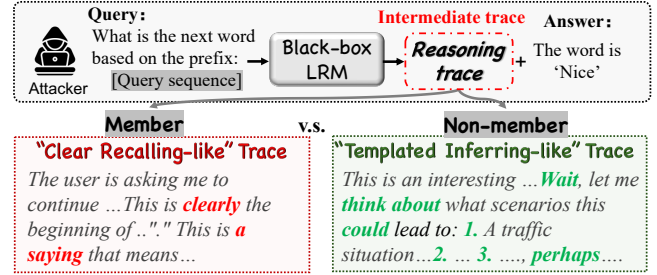 Query:
What is the next word
based on the prefix:
[Query sequence]
Attacker
Black-box
LRM
Intermediate trace
Reasoning
trace
+
Answer:
The word is
‘Nice’
Member
v.s.
Non-member
“Clear Recalling-like” Trace
The user is asking me to
continue …This is clearly the
beginning of ..“." This is a
saying that means…
“Templated Inferring-like” Trace
This is an interesting …Wait, let me
think about what scenarios this
could lead to: 1. A traffic
situation…2. … 3. …., perhaps….